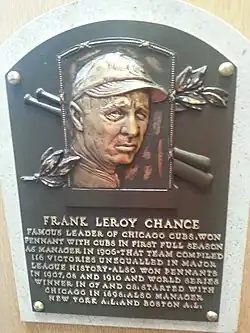 FRANK LEROY CHANCE
FAMOUS LEADER OF CHICAGO CUBS. WON
PENNANT WITH CUBS IN FIRST FULL SEASON
AS MANAGER IN 1906-THAT TEAM COMPILED
116 VICTORIES UNEQUALLED IN MAJOR
LEAGUE HISTORY-ALSO WON PENNANTS
IN 1907, 08 AND 1910 AND WORLD SERIES
WINNER IN 07 AND 08. STARTED WITH
CHICAGO IN 1898. ALSO MANAGER
NEW YORK A.L. AND BOSTON A.L.